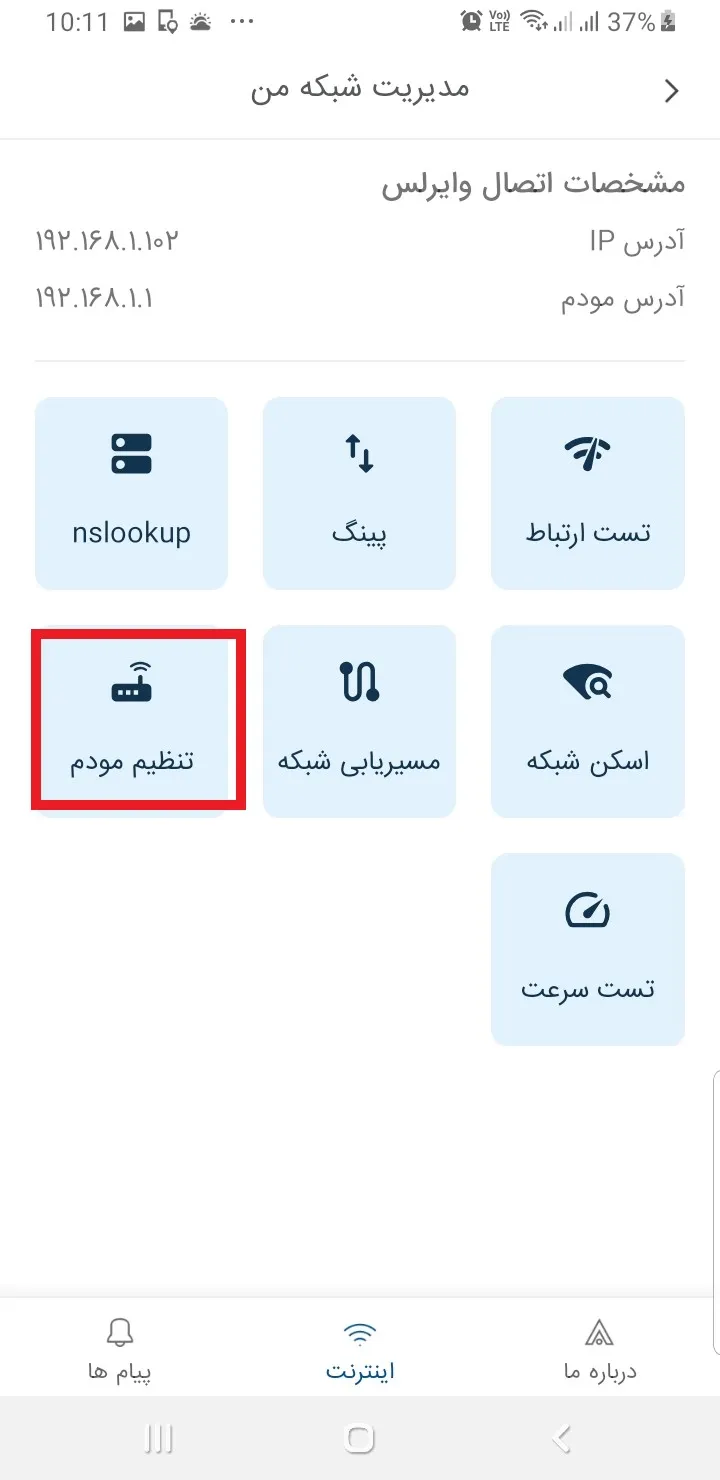 10:11
Vo)) LTE 37%
مدیریت شبکه من
مشخصات اتصال وایرلس
آدرس IP ۱۹۲.۱۶۸.۱.۱۰۲
آدرس مودم ۱۹۲.۱۶۸.۱.۱
تست ارتباط پینگ nslookup
اسکن شبکه مسیریابی شبکه تنظیم مودم
تست سرعت
درباره ما اینترنت پیام ها